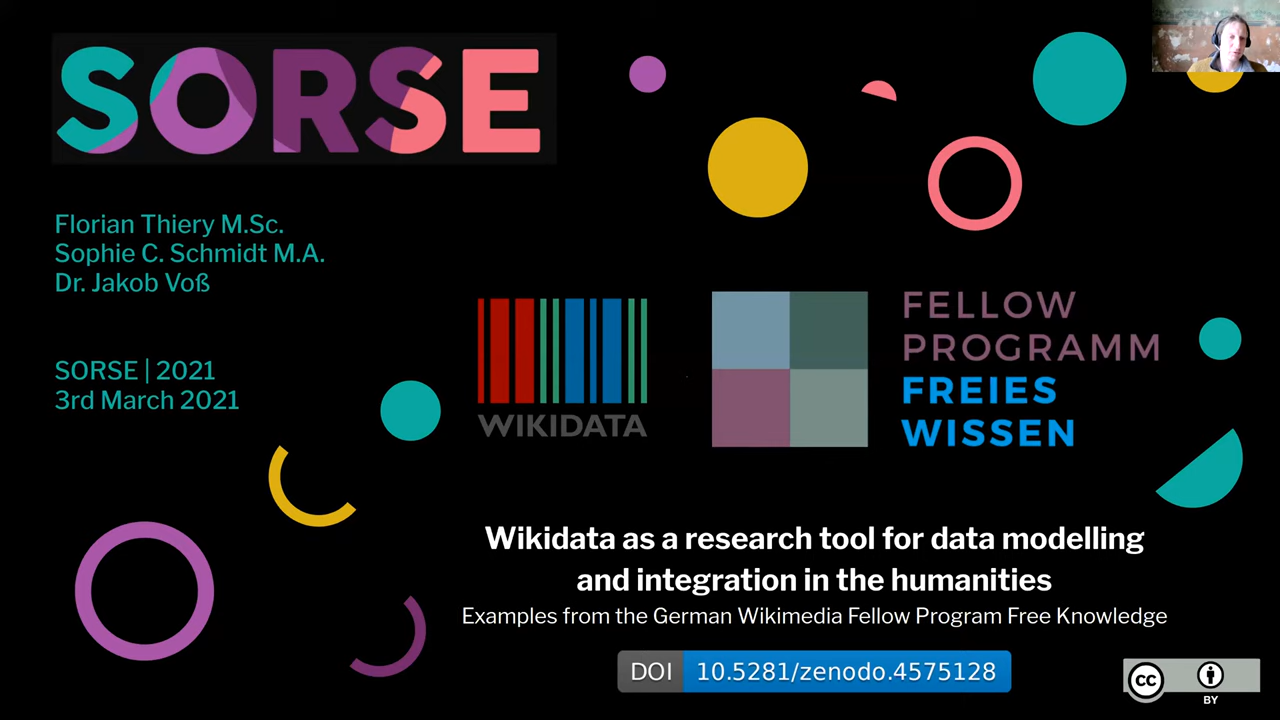 SORSE
Florian Thiery M.Sc.
Sophie C. Schmidt M.A.
Dr. Jakob Voß
SORSE | 2021
3rd March 2021
WIKIDATA
FELLOW
PROGRAMM
FREIES
WISSEN
Wikidata as a research tool for data modelling
and integration in the humanities
Examples from the German Wikimedia Fellow Program Free Knowledge
DOI 10.5281/zenodo.4575128
cc
BY